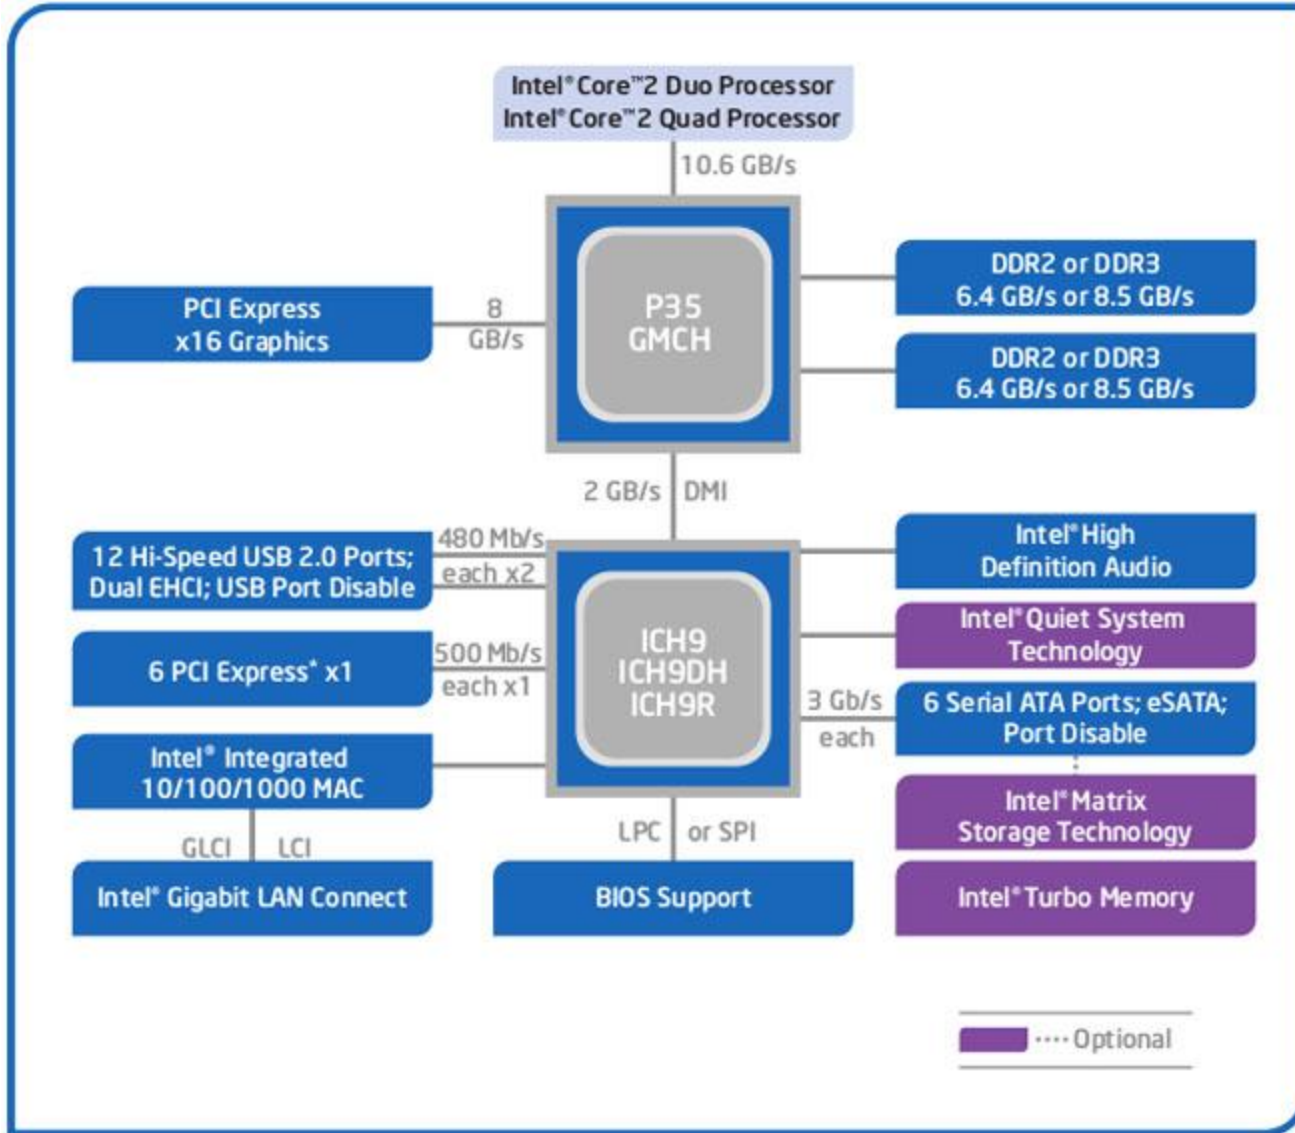 Intel® Core™2 Duo Processor
Intel® Core™2 Quad Processor
10.6 GB/s
PCI Express
x16 Graphics
8
GB/s
P35
GMCH
DDR2 or DDR3
6.4 GB/s or 8.5 GB/s
DDR2 or DDR3
6.4 GB/s or 8.5 GB/s
2 GB/s DMI
12 Hi-Speed USB 2.0 Ports;
Dual EHCI; USB Port Disable
480 Mb/s
each x2
6 PCI Express* x1
500 Mb/s
each x1
Intel® Integrated
10/100/1000 MAC
GLCI LCI
Intel® Gigabit LAN Connect
ICH9
ICH9DH
ICH9R
LPC or SPI
BIOS Support
Intel® High
Definition Audio
Intel® Quiet System
Technology
3 Gb/s
each
6 Serial ATA Ports; eSATA;
Port Disable
Intel® Matrix
Storage Technology
Intel® Turbo Memory
Optional